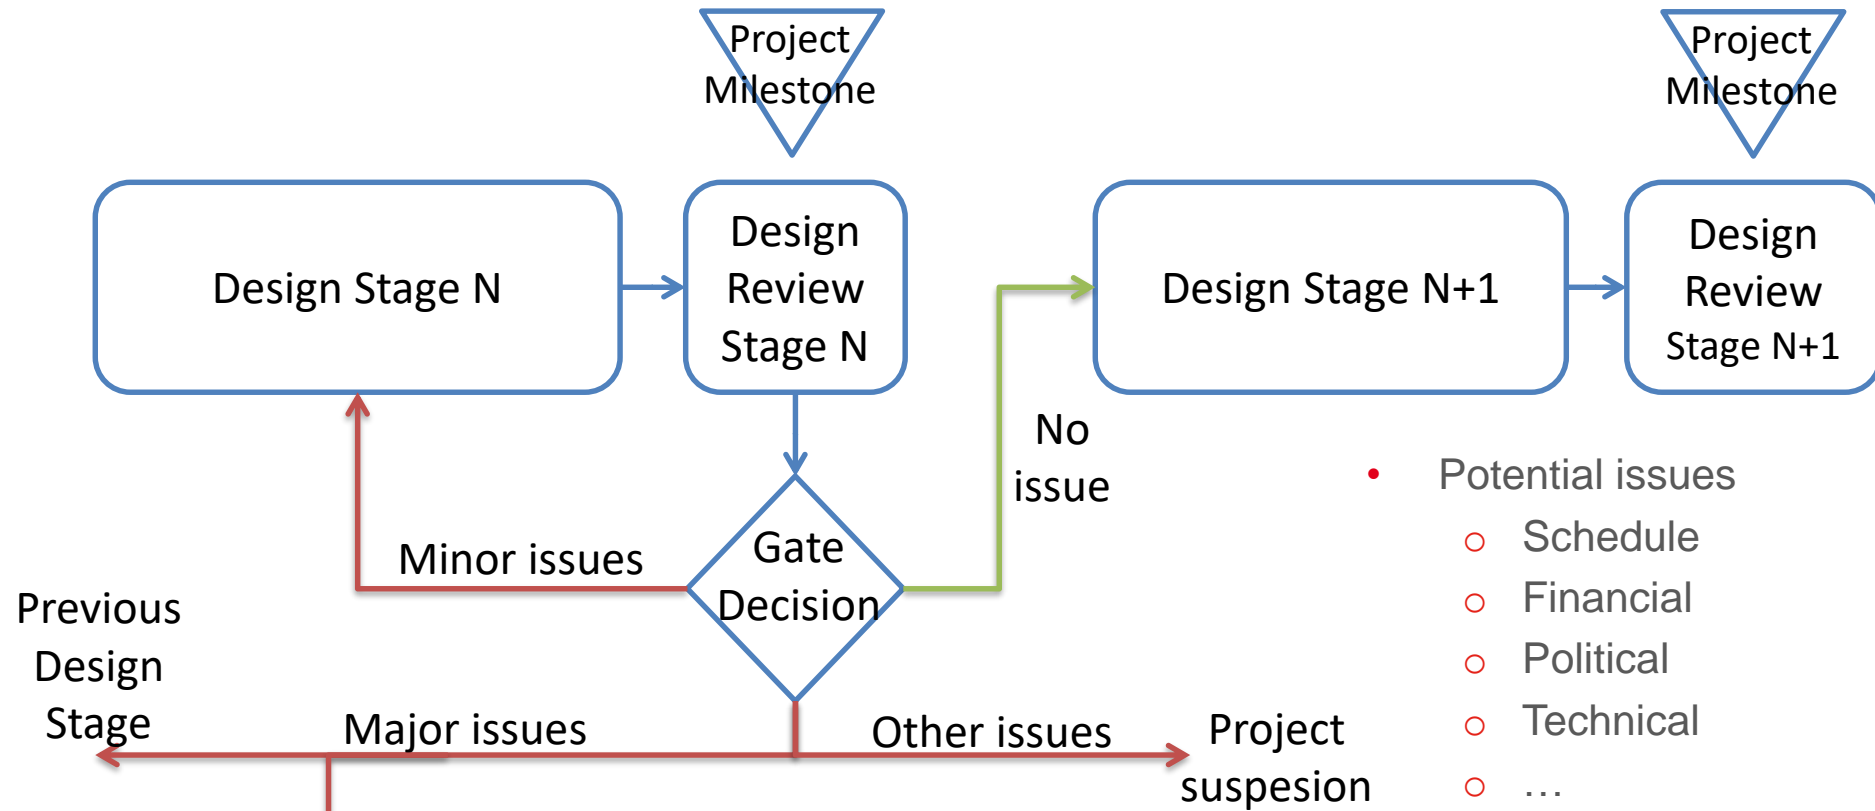 Project
Milestone
Project
Milestone
Design Stage N
Design
Review
Stage N
Design Stage N+1
Design
Review
Stage N+1
No
issue
Minor issues
Gate
Decision
Previous
Design
Stage
Major issues
Other issues
Project
suspesion
• Potential issues
o Schedule
o Financial
o Political
o Technical
o …